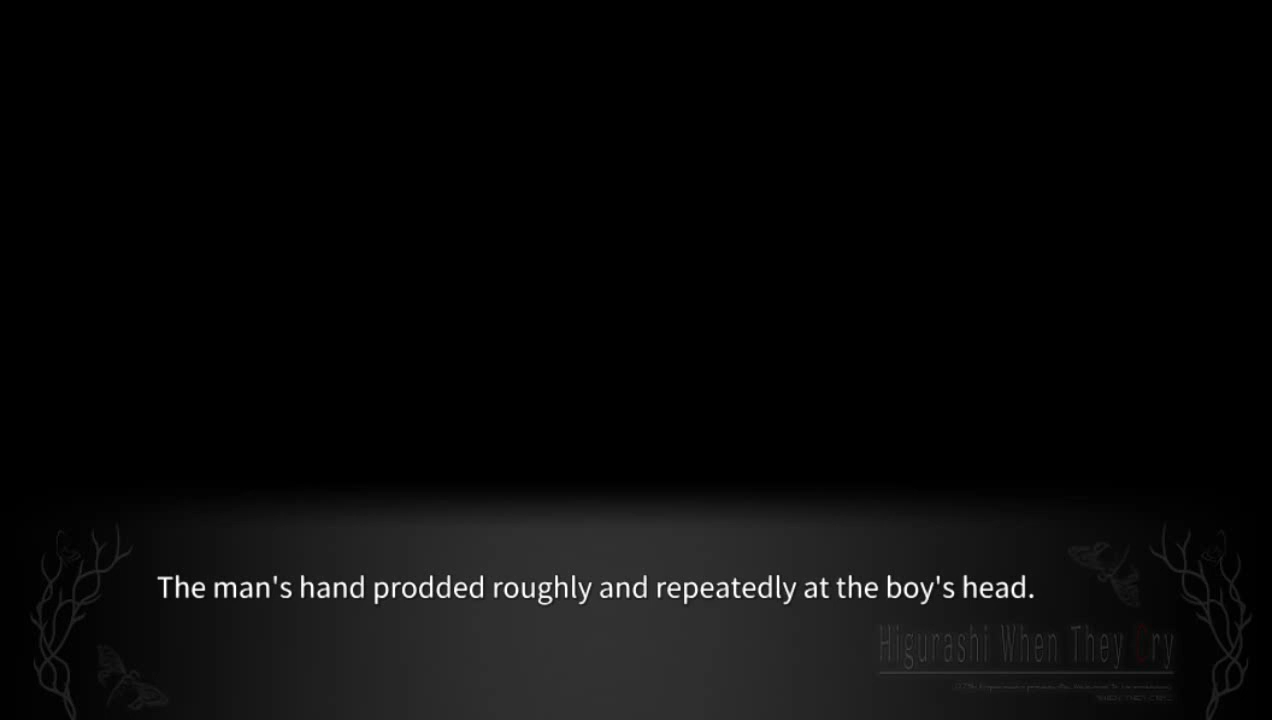 The man's hand prodded roughly and repeatedly at the boy's head.
Higurashi When They Cry